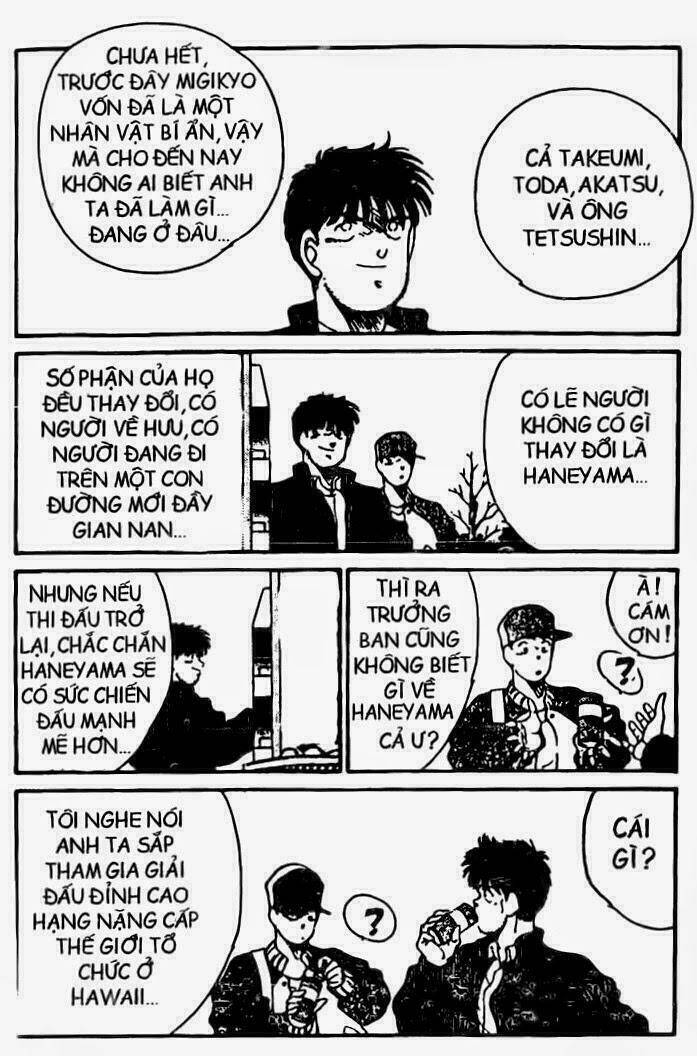 CHƯA HẾT,
TRƯỚC ĐÂY MIGIKYO
VỐN ĐÃ LÀ MỘT
NHÂN VẬT BÍ ẨN, VẬY
MÀ CHO ĐẾN NAY
KHÔNG AI BIẾT ANH
TA ĐÃ LÀM GÌ...
ĐANG Ở ĐÂU...
CẢ TAKEUMI,
TODA, AKATSU,
VÀ ÔNG
TETSUSHIN...
SỐ PHẬN CỦA HỌ
ĐỀU THAY ĐỔI, CÓ
NGƯỜI VỀ HƯU, CÓ
NGƯỜI ĐANG ĐI
TRÊN MỘT CON
ĐƯỜNG MỚI ĐẦY
GIAN NAN...
CÓ LẼ NGƯỜI
KHÔNG CÓ GÌ
THAY ĐỔI LÀ
HANEYAMA...
NHƯNG NẾU
THI ĐẤU TRỞ
LẠI, CHẮC CHẮN
HANEYAMA SẼ
CÓ SỨC CHIẾN
ĐẤU MẠNH
MẼ HƠN...
THÌ RA
TRƯỞNG
BAN CŨNG
KHÔNG BIẾT
GÌ VỀ
HANEYAMA
CẢ Ư?
À!
CÁM
ƠN!
?
TÔI NGHE NÓI
ANH TA SẮP
THAM GIA GIẢI
ĐẤU ĐỈNH CAO
HẠNG NẶNG CẤP
THẾ GIỚI TỔ
CHỨC Ở
HAWAII...
?
CÁI
GÌ?